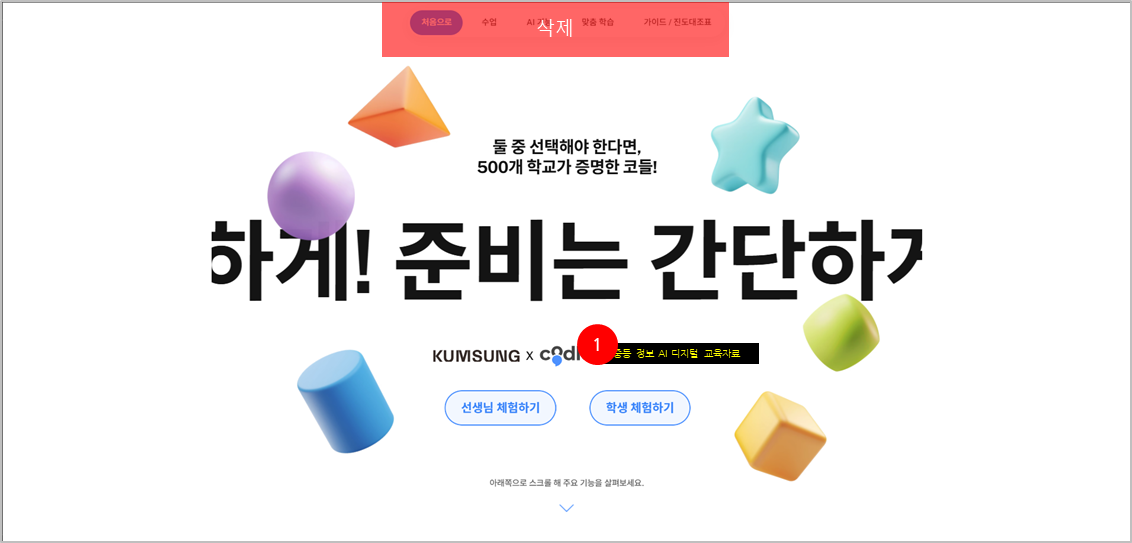 처음으로 수업 AI 맞춤 학습 가이드 / 진도대조표
삭제
둘 중 선택해야 한다면,
500개 학교가 증명한 코들!
하게! 준비는 간단하
KUMSUNG x
1
중등 정보 AI 디지털 교육자료
선생님 체험하기 학생 체험하기
아래쪽으로 스크롤 해 주요 기능을 살펴보세요.